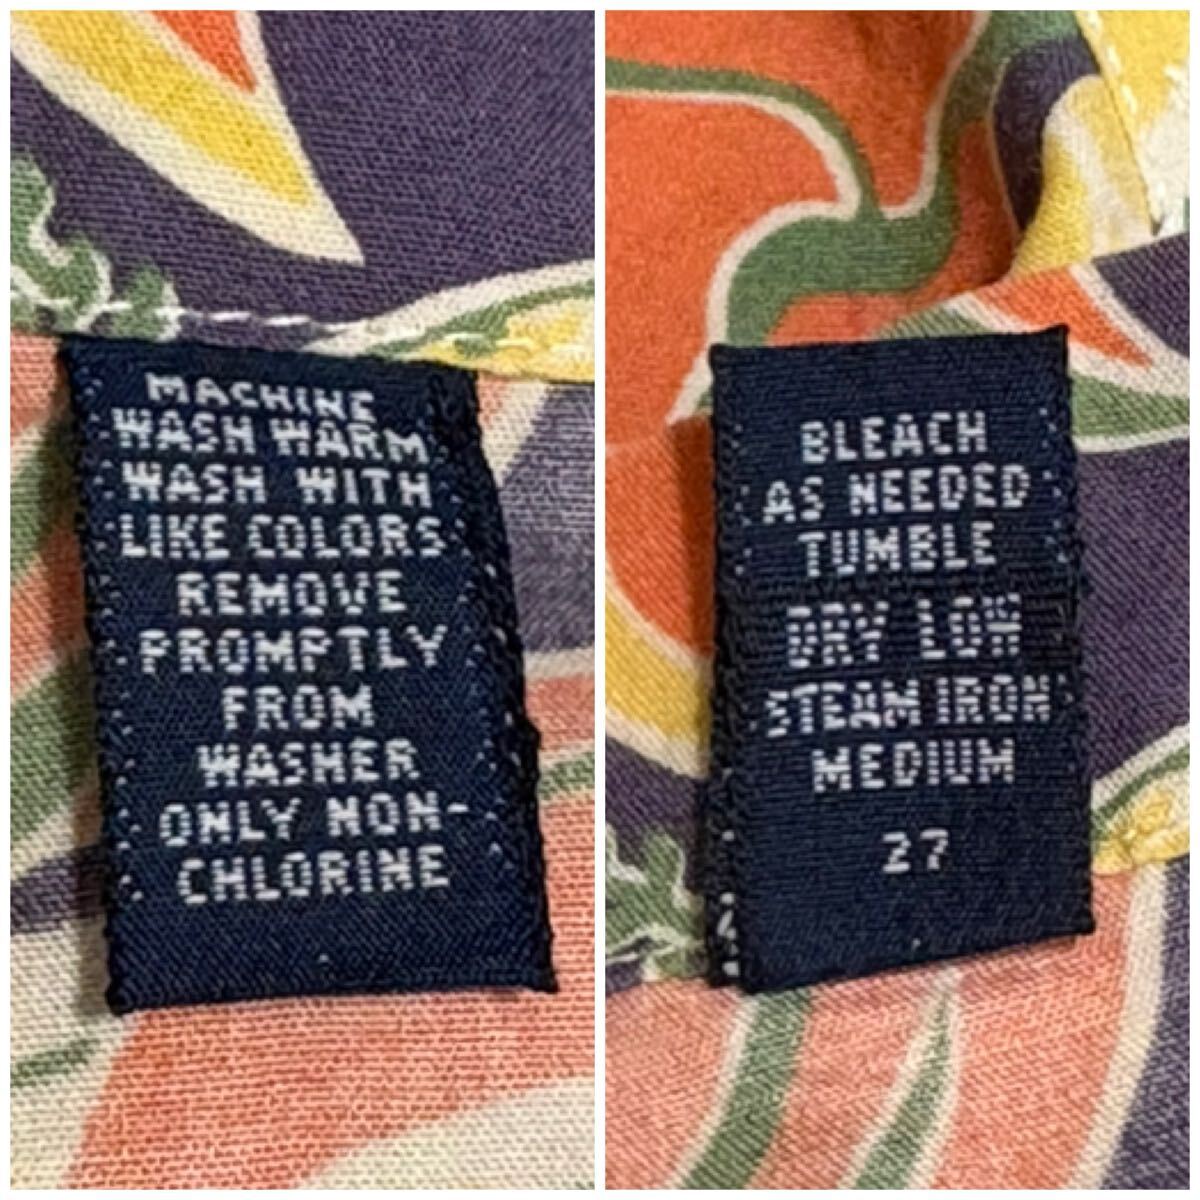 MACHINE
WASH WARM
WASH WITH
LIKE COLORS
REMOVE
PROMPTLY
FROM
WASHER
ONLY NON-
CHLORINE
BLEACH
AS NEEDED
TUMBLE
DRY LOW
STEAM IRON
MEDIUM
27